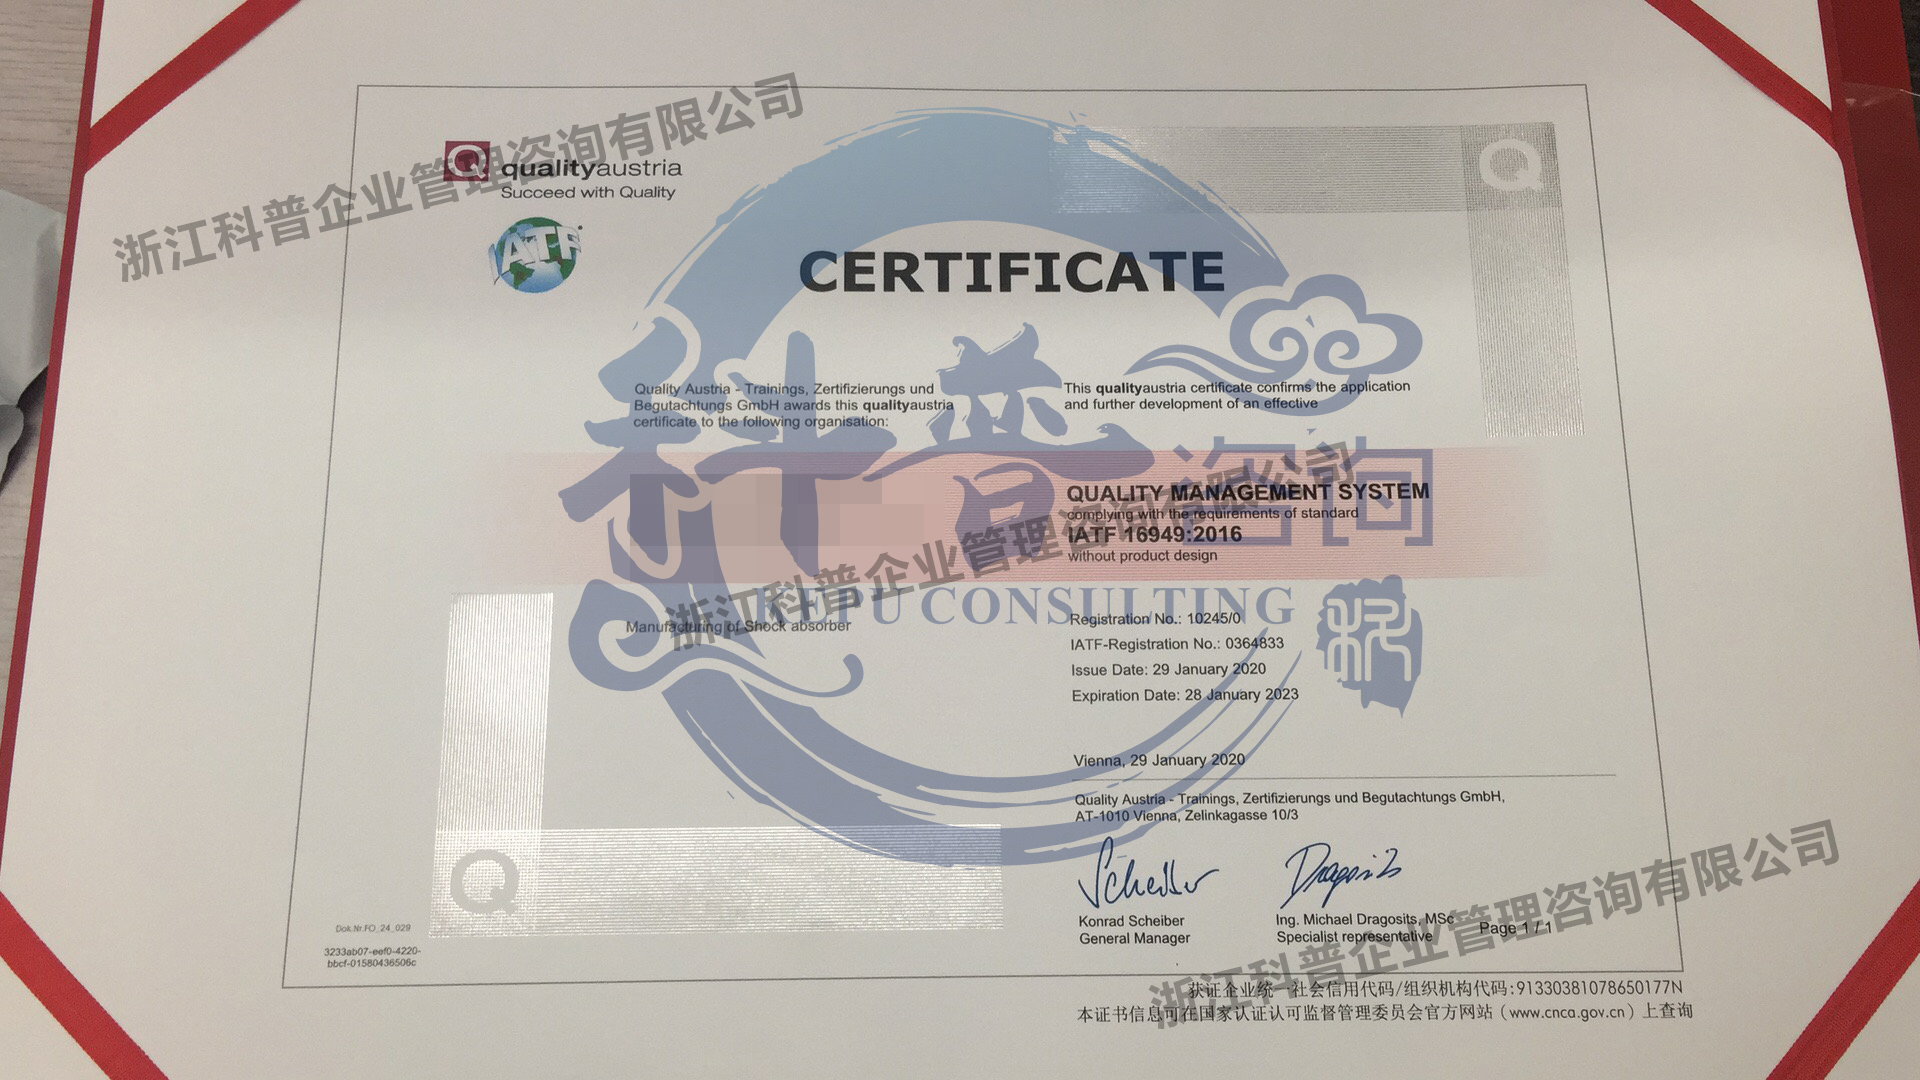 qualityaustria
Succeed with Quality
IATF
CERTIFICATE
Quality Austria - Trainings, Zertifizierungs und
Begutachtungs GmbH awards this qualityaustria
certificate to the following organisation:
This qualityaustria certificate confirms the application
and further development of an effective
QUALITY MANAGEMENT SYSTEM
complying with the requirements of standard
IATF 16949:2016
without product design
Manufacturing of Shock absorber
Registration No.: 10245/0
IATF-Registration No.: 0364833
Issue Date: 29 January 2020
Expiration Date: 28 January 2023
Vienna, 29 January 2020
Quality Austria - Trainings, Zertifizierungs und Begutachtungs GmbH,
AT-1010 Vienna, Zelinkagasse 10/3
Scheiber
Dragosits
Konrad Scheiber
General Manager
Ing. Michael Dragosits, MSc
Specialist representative
Page 1 / 1
Dok.Nr.FO_24_029
3233ab07-eef0-4220-
bbcf-01580436506c
获证企业统一社会信用代码/组织机构代码:91330381078650177N
本证书信息可在国家认证认可监督管理委员会官方网站(www.cnca.gov.cn)上查询
浙江科普企业管理咨询有限公司
浙江科普企业管理咨询有限公司
浙江科普企业管理咨询有限公司
科普咨询
KEPU CONSULTING
科
Q
Q
Q